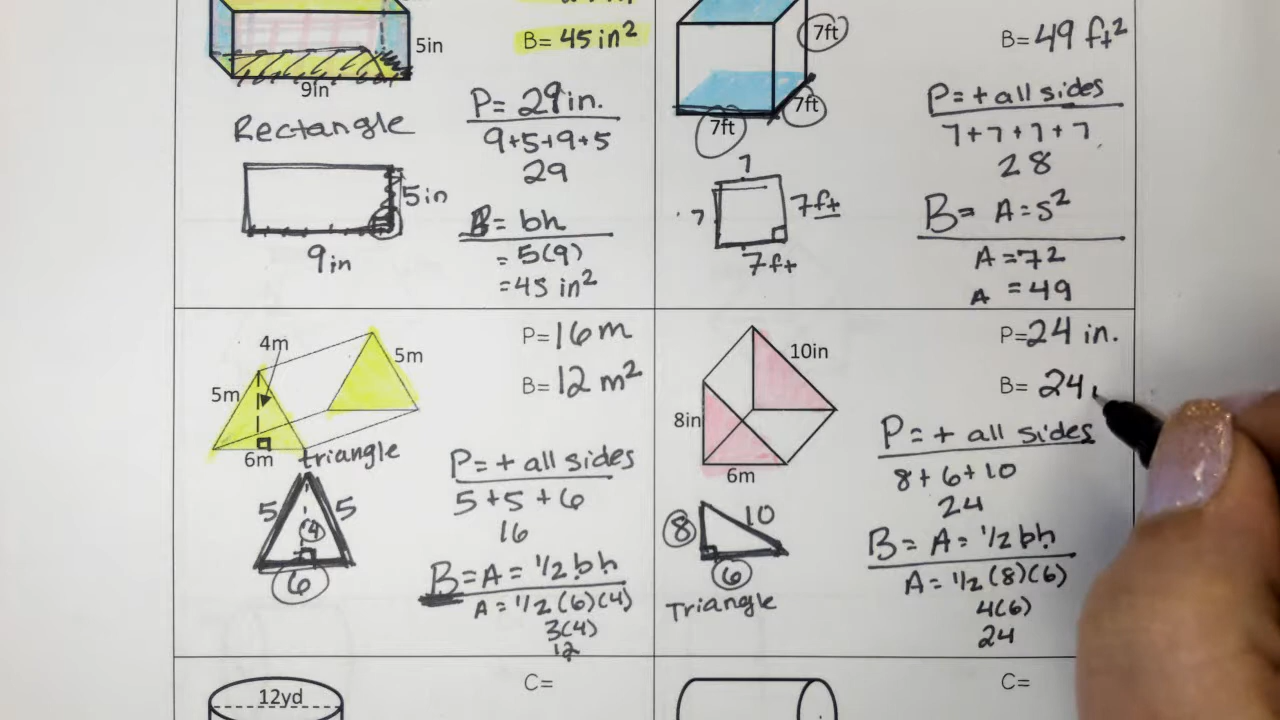 B= 45 in²
5in
9in
P= 29in.
9+5+9+5
29
Rectangle
5in
9in
B= bh
= 5(9)
=45 in²
7ft
7ft
7ft
B= 49 ft²
P= + all sides
7+7+7+7
28
7
7
7ft
7ft
B= A=s²
A=7²
A =49
4m
5m
5m
6m
P=16m
B=12 m²
triangle
P= + all sides
5+5+6
16
5
5
4
6
B=A= 1/2 bh
A=1/2(6)(4)
3(4)
12
10in
8in
6m
P=24 in.
B= 24
P= + all sides
8+6+10
24
8
10
6
Triangle
B= A= 1/2 bh
A=1/2(8)(6)
4(6)
24
12yd
C=
C=